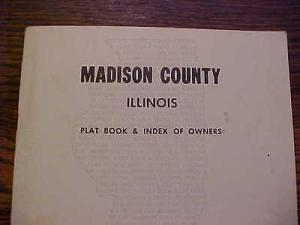 MADISON COUNTY
ILLINOIS
PLAT BOOK & INDEX OF OWNERS